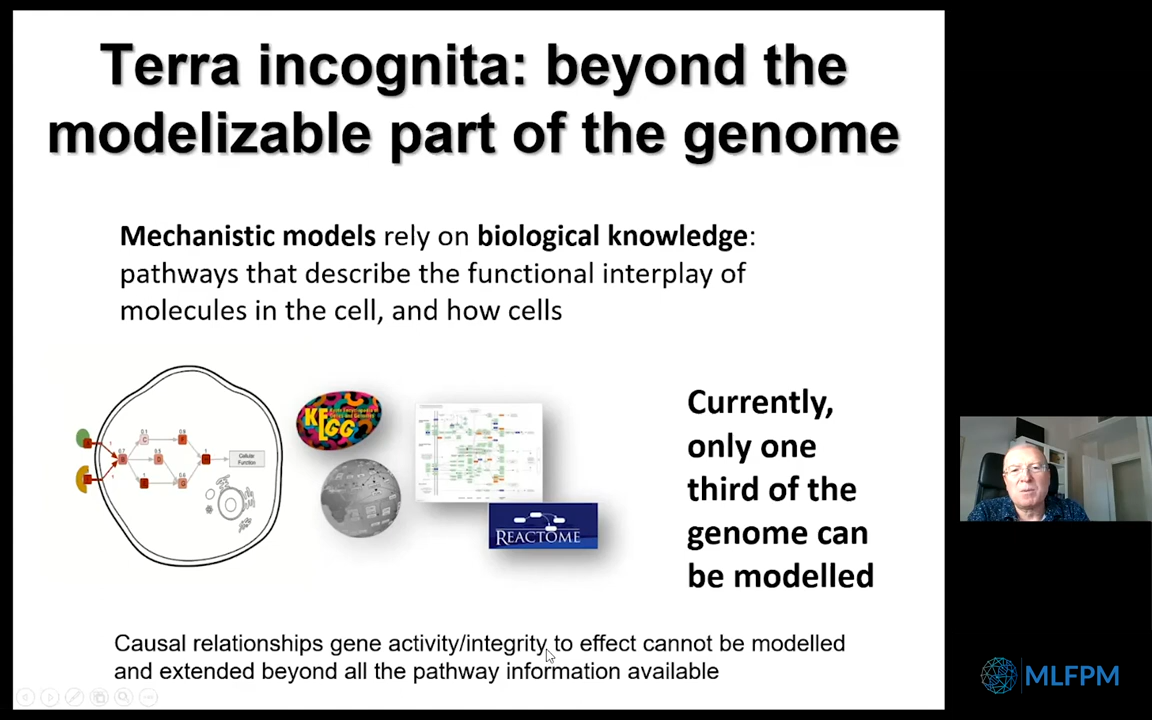 Terra incognita: beyond the
modelizable part of the genome
Mechanistic models rely on biological knowledge:
pathways that describe the functional interplay of
molecules in the cell, and how cells
Currently,
only one
third of the
genome can
be modelled
KEGG
REACTOME
Cellular
Function
Causal relationships gene activity/integrity to effect cannot be modelled
and extended beyond all the pathway information available
MLFPM